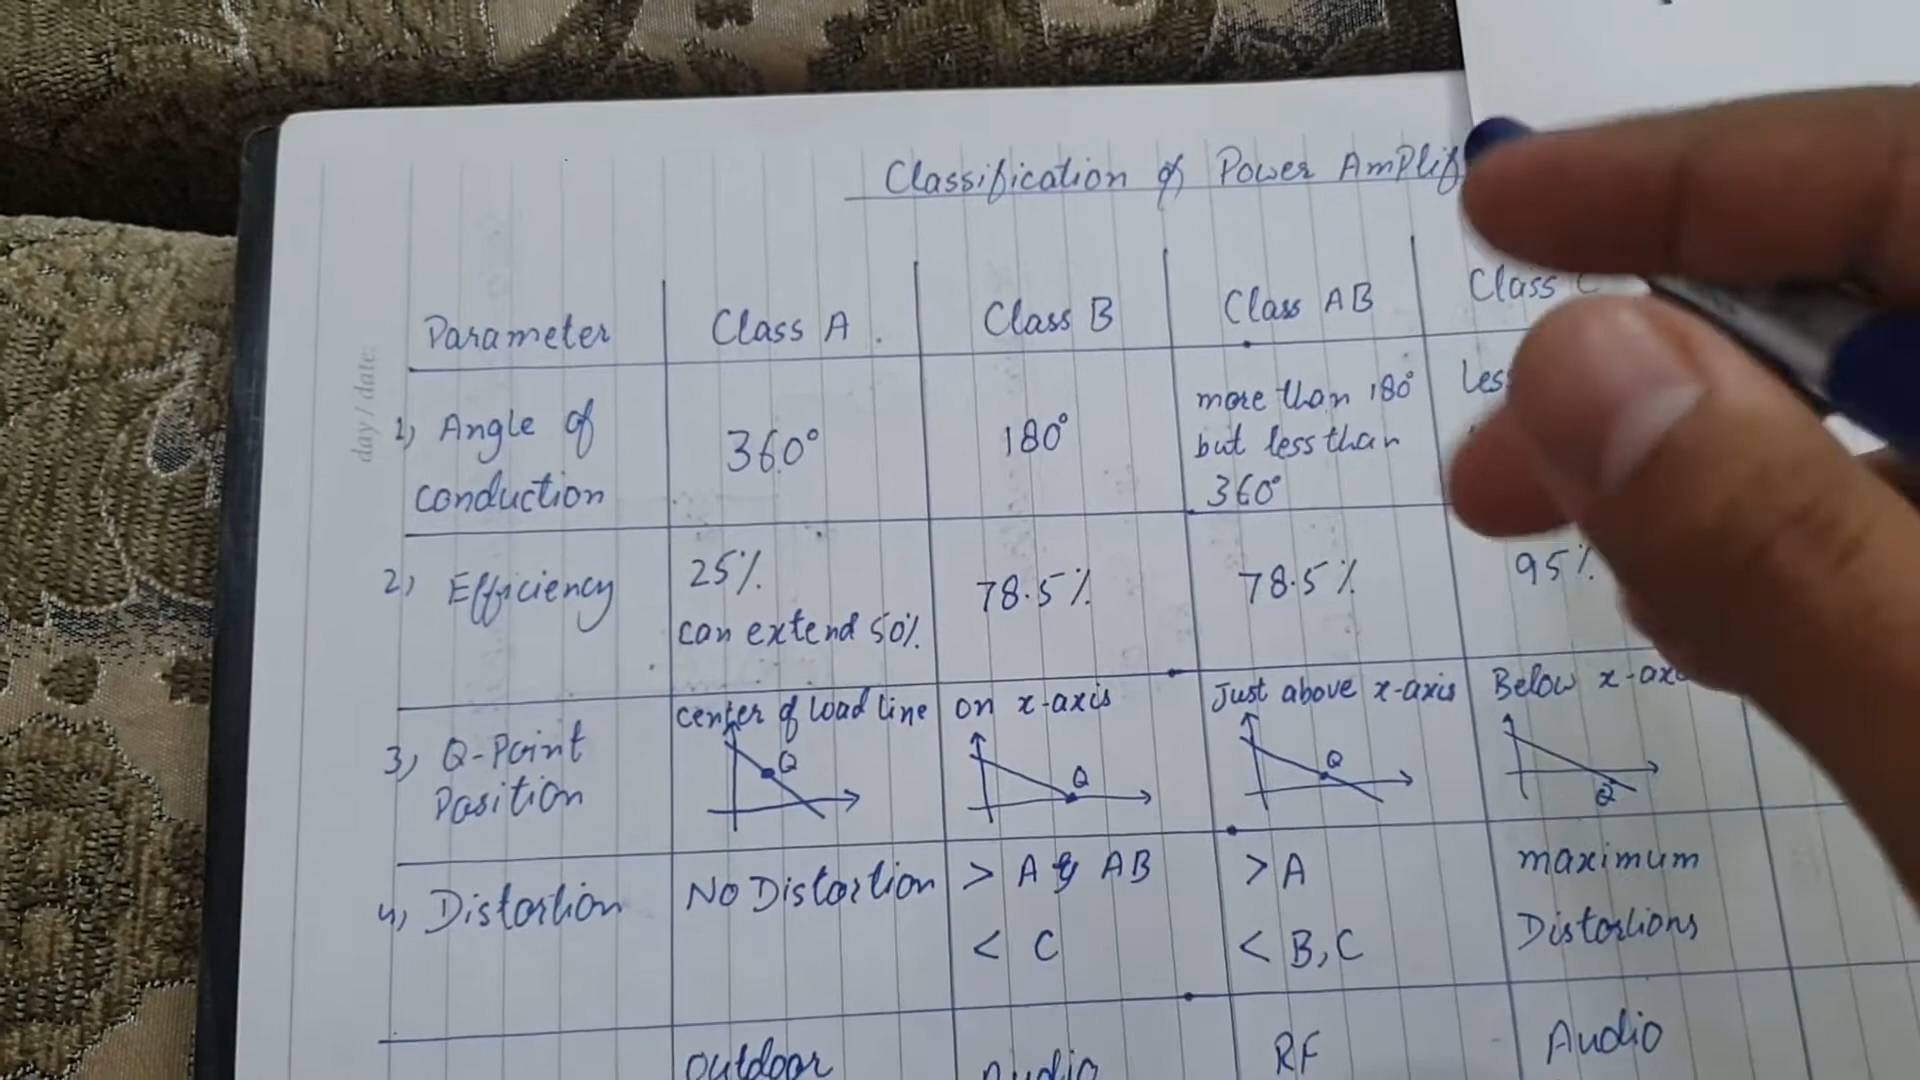 Classification of Power Amplif
day / date:
Parameter
Class A
Class B
Class AB
Class C
1) Angle of
conduction
360°
180°
more than 180°
but less than
360°
Les
2) Efficiency
25%
can extend 50%
78.5%
78.5%
95%
3) Q-Point
Position
center of load line
Q
on x-axis
Q
Just above x-axis
Q
Below x-ax
Q
4) Distortion
No Distortion
> A & AB
< C
> A
< B, C
maximum
Distortions
outdoor
Audio
RF
Audio